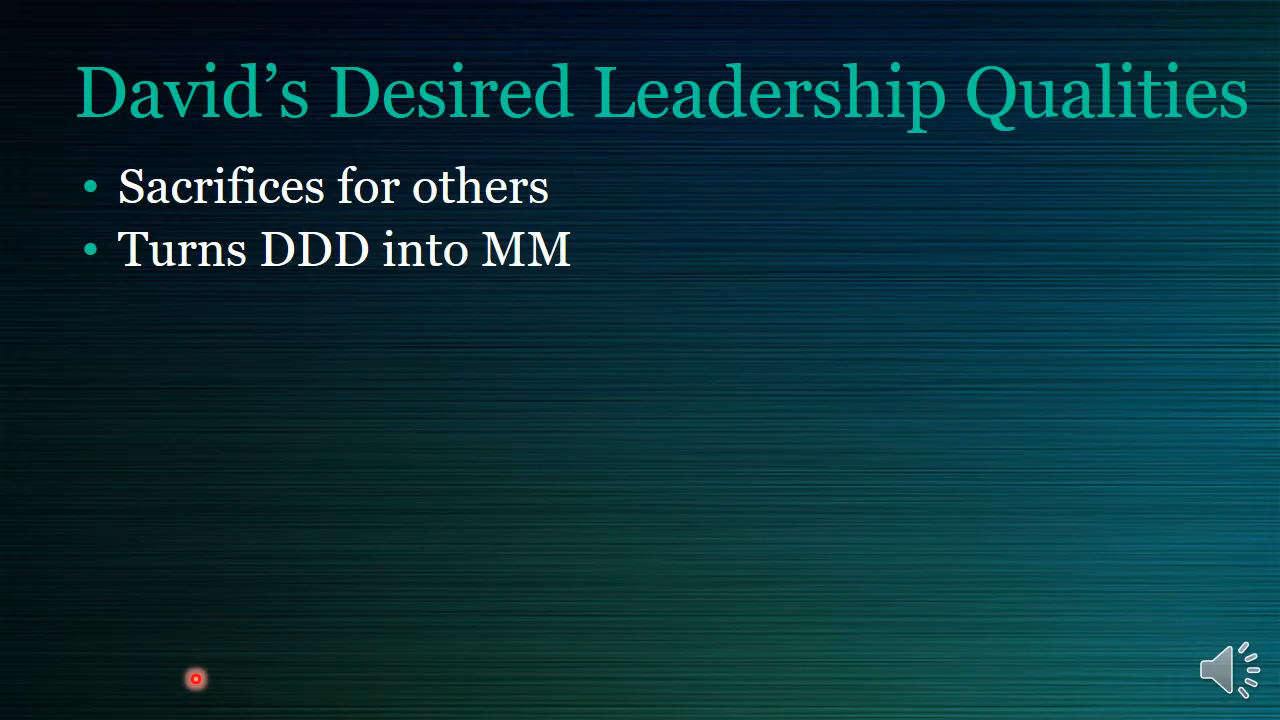 David’s Desired Leadership Qualities
• Sacrifices for others
• Turns DDD into MM